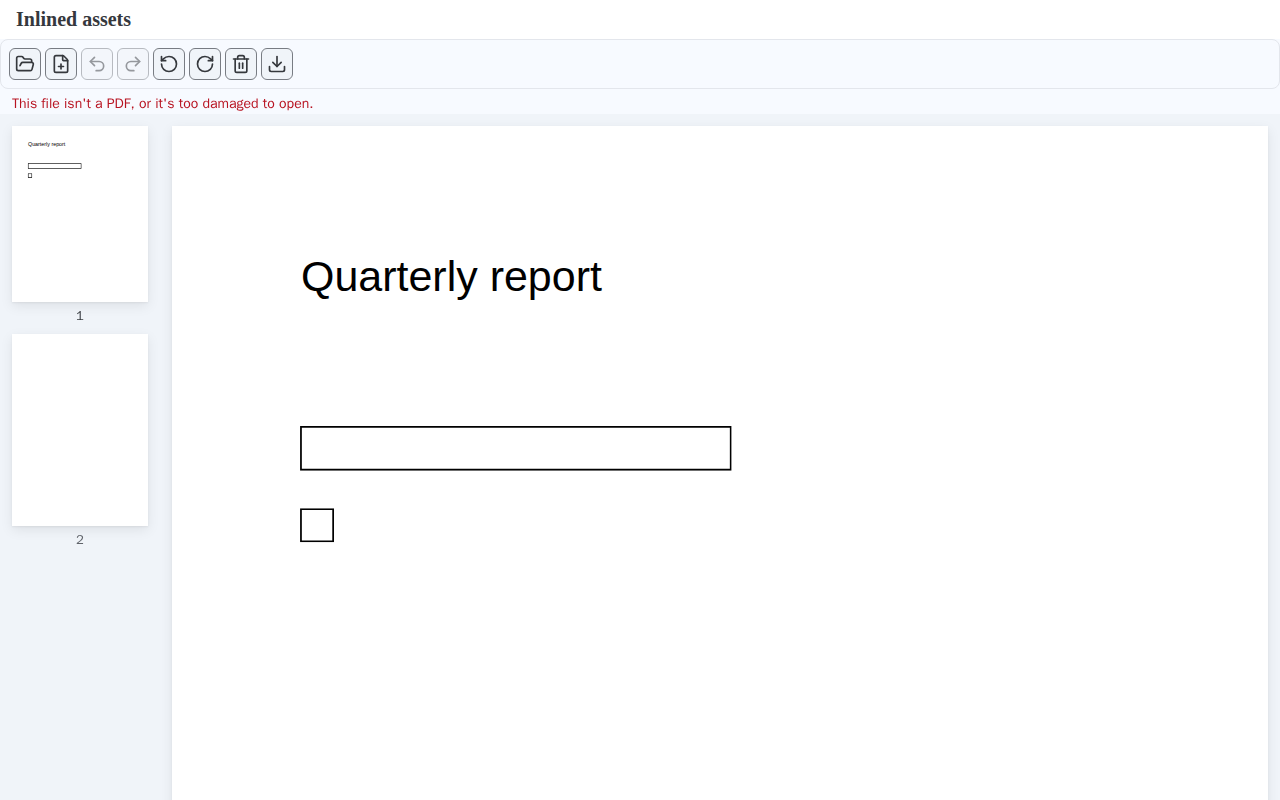 Inlined assets
This file isn't a PDF, or it's too damaged to open.
Quarterly report
1
2
Quarterly report